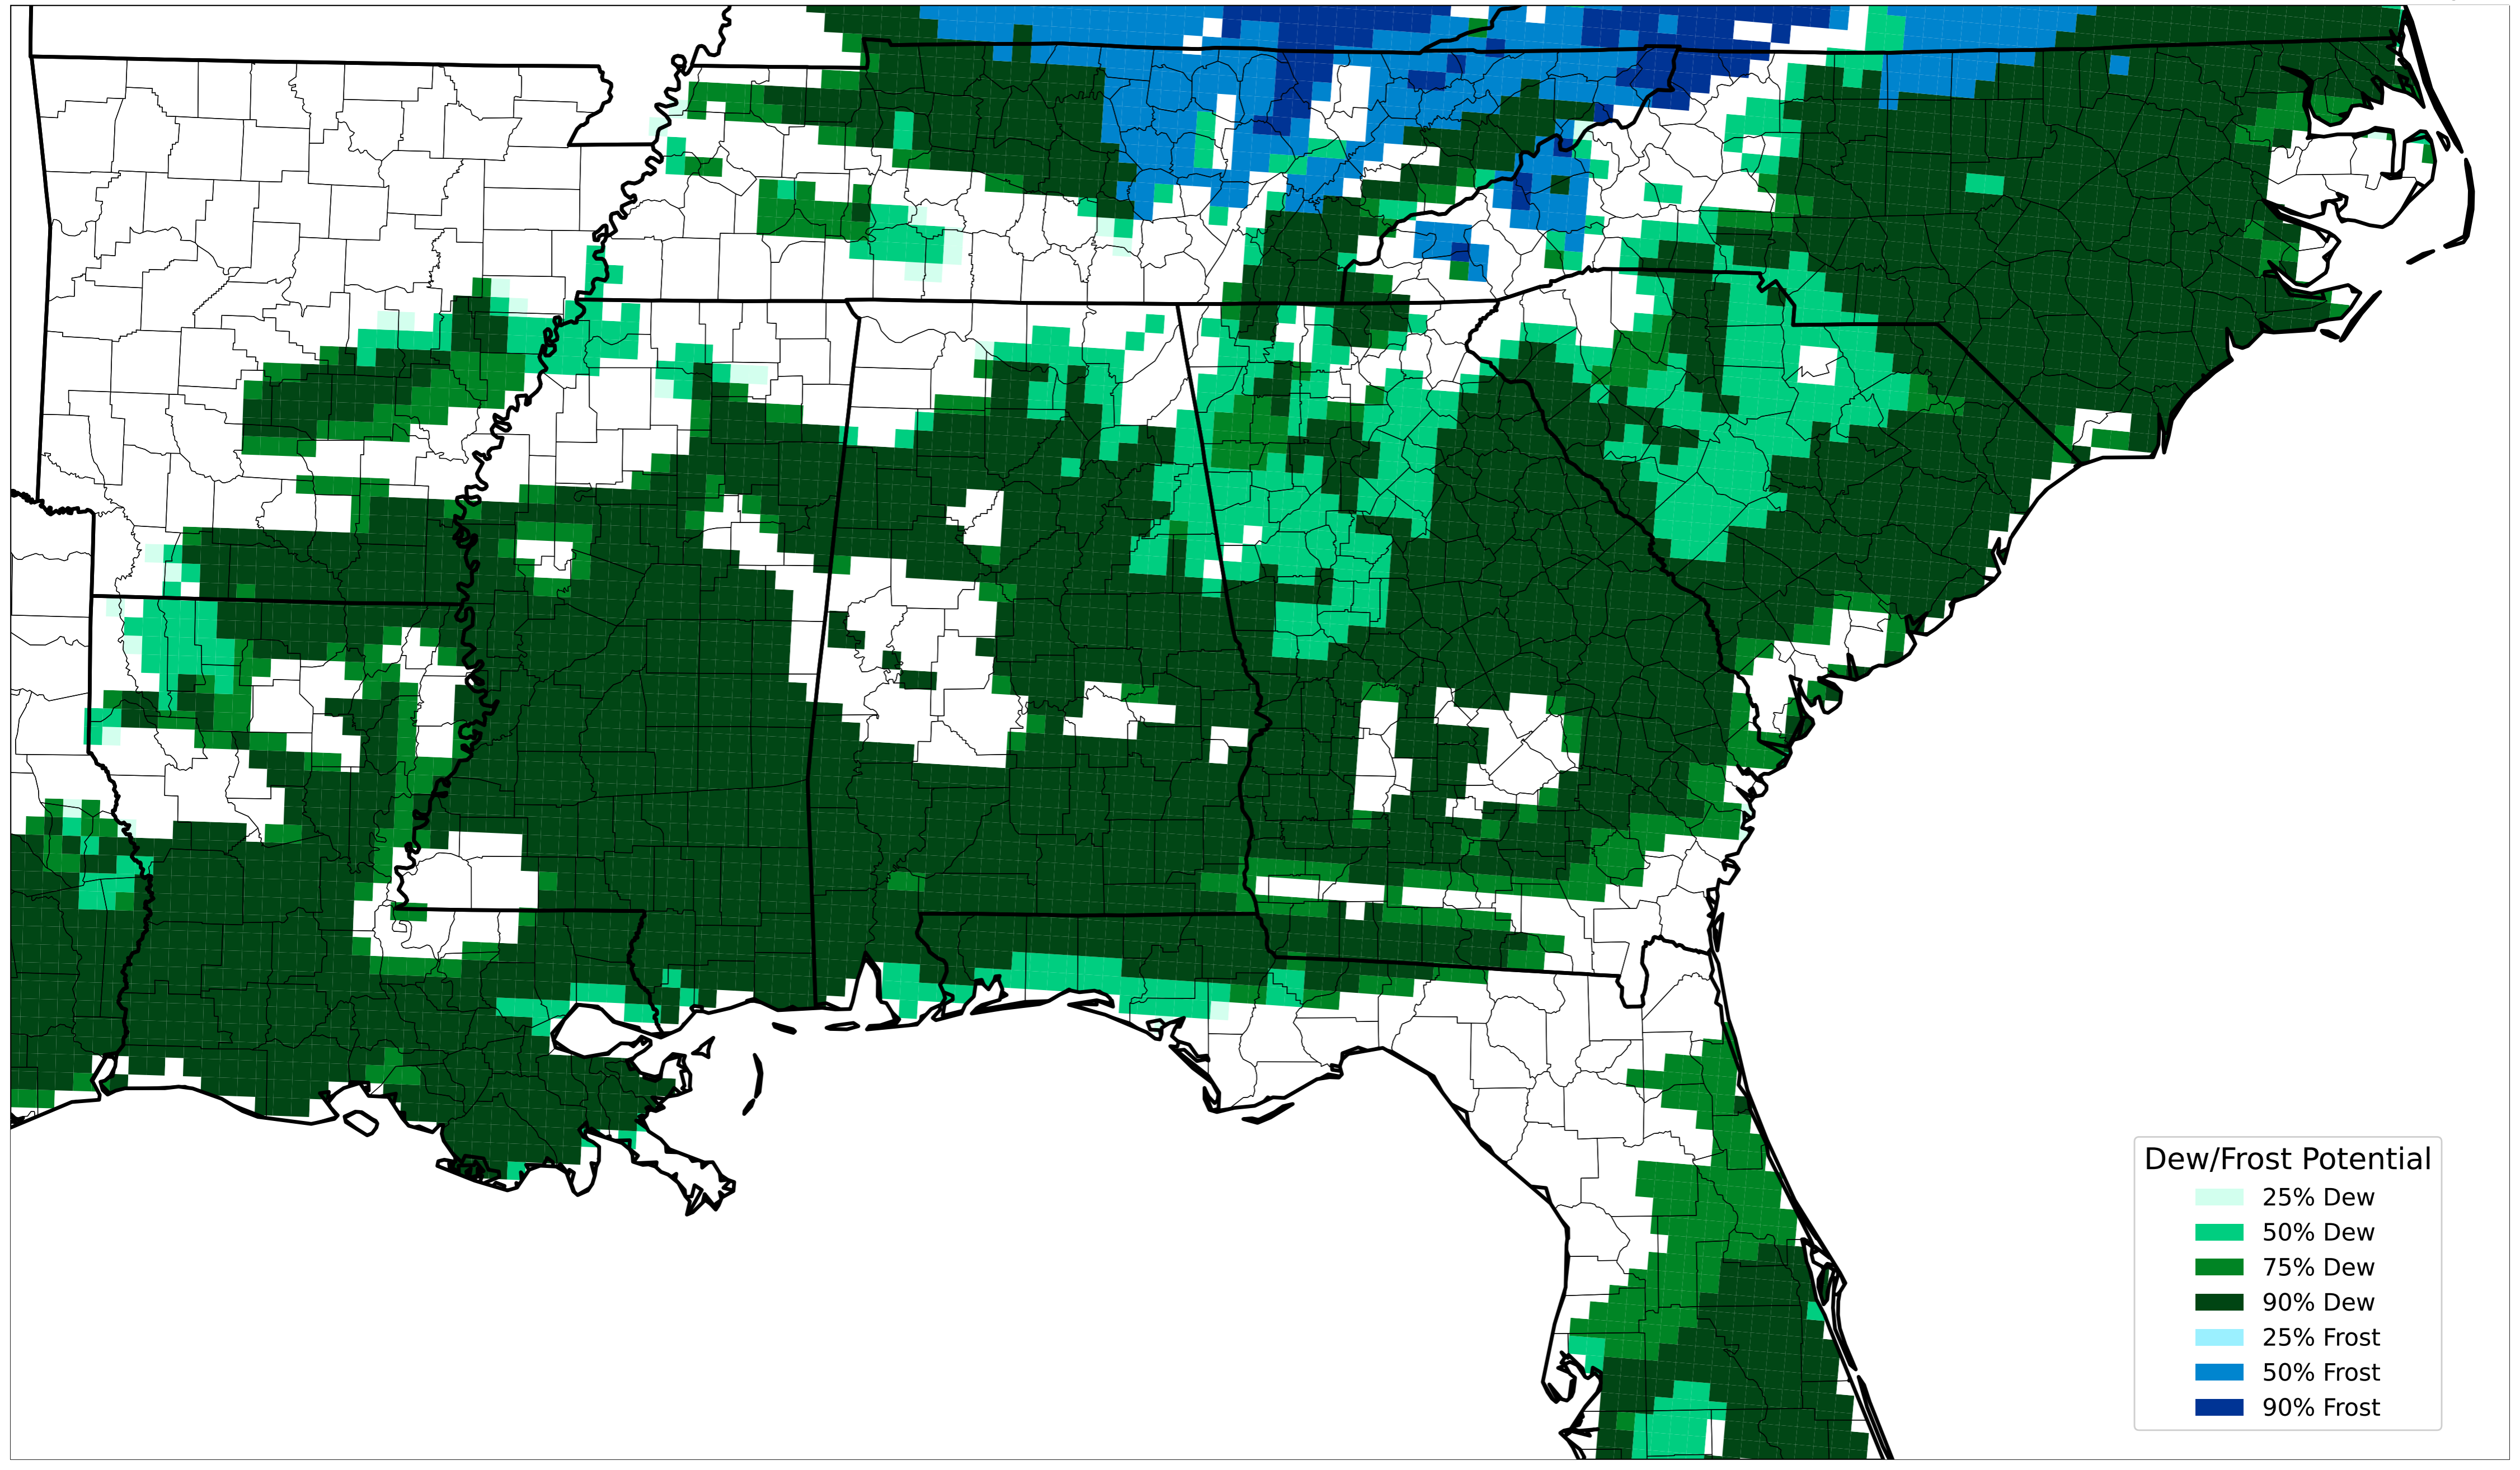 Dew/Frost Potential
25% Dew
50% Dew
75% Dew
90% Dew
25% Frost
50% Frost
90% Frost